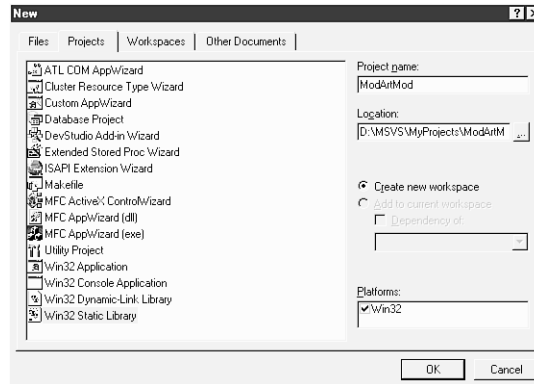 New
Files Projects Workspaces Other Documents
ATL COM AppWizard
Cluster Resource Type Wizard
Custom AppWizard
Database Project
DevStudio Add-in Wizard
Extended Stored Proc Wizard
ISAPI Extension Wizard
Makefile
MFC ActiveX ControlWizard
MFC AppWizard (dll)
MFC AppWizard (exe)
Utility Project
Win32 Application
Win32 Console Application
Win32 Dynamic-Link Library
Win32 Static Library
Project name:
ModArtMod
Location:
D:\MSVS\MyProjects\ModArtM ...
Create new workspace
Add to current workspace
Dependency of:
Platforms:
Win32
OK Cancel